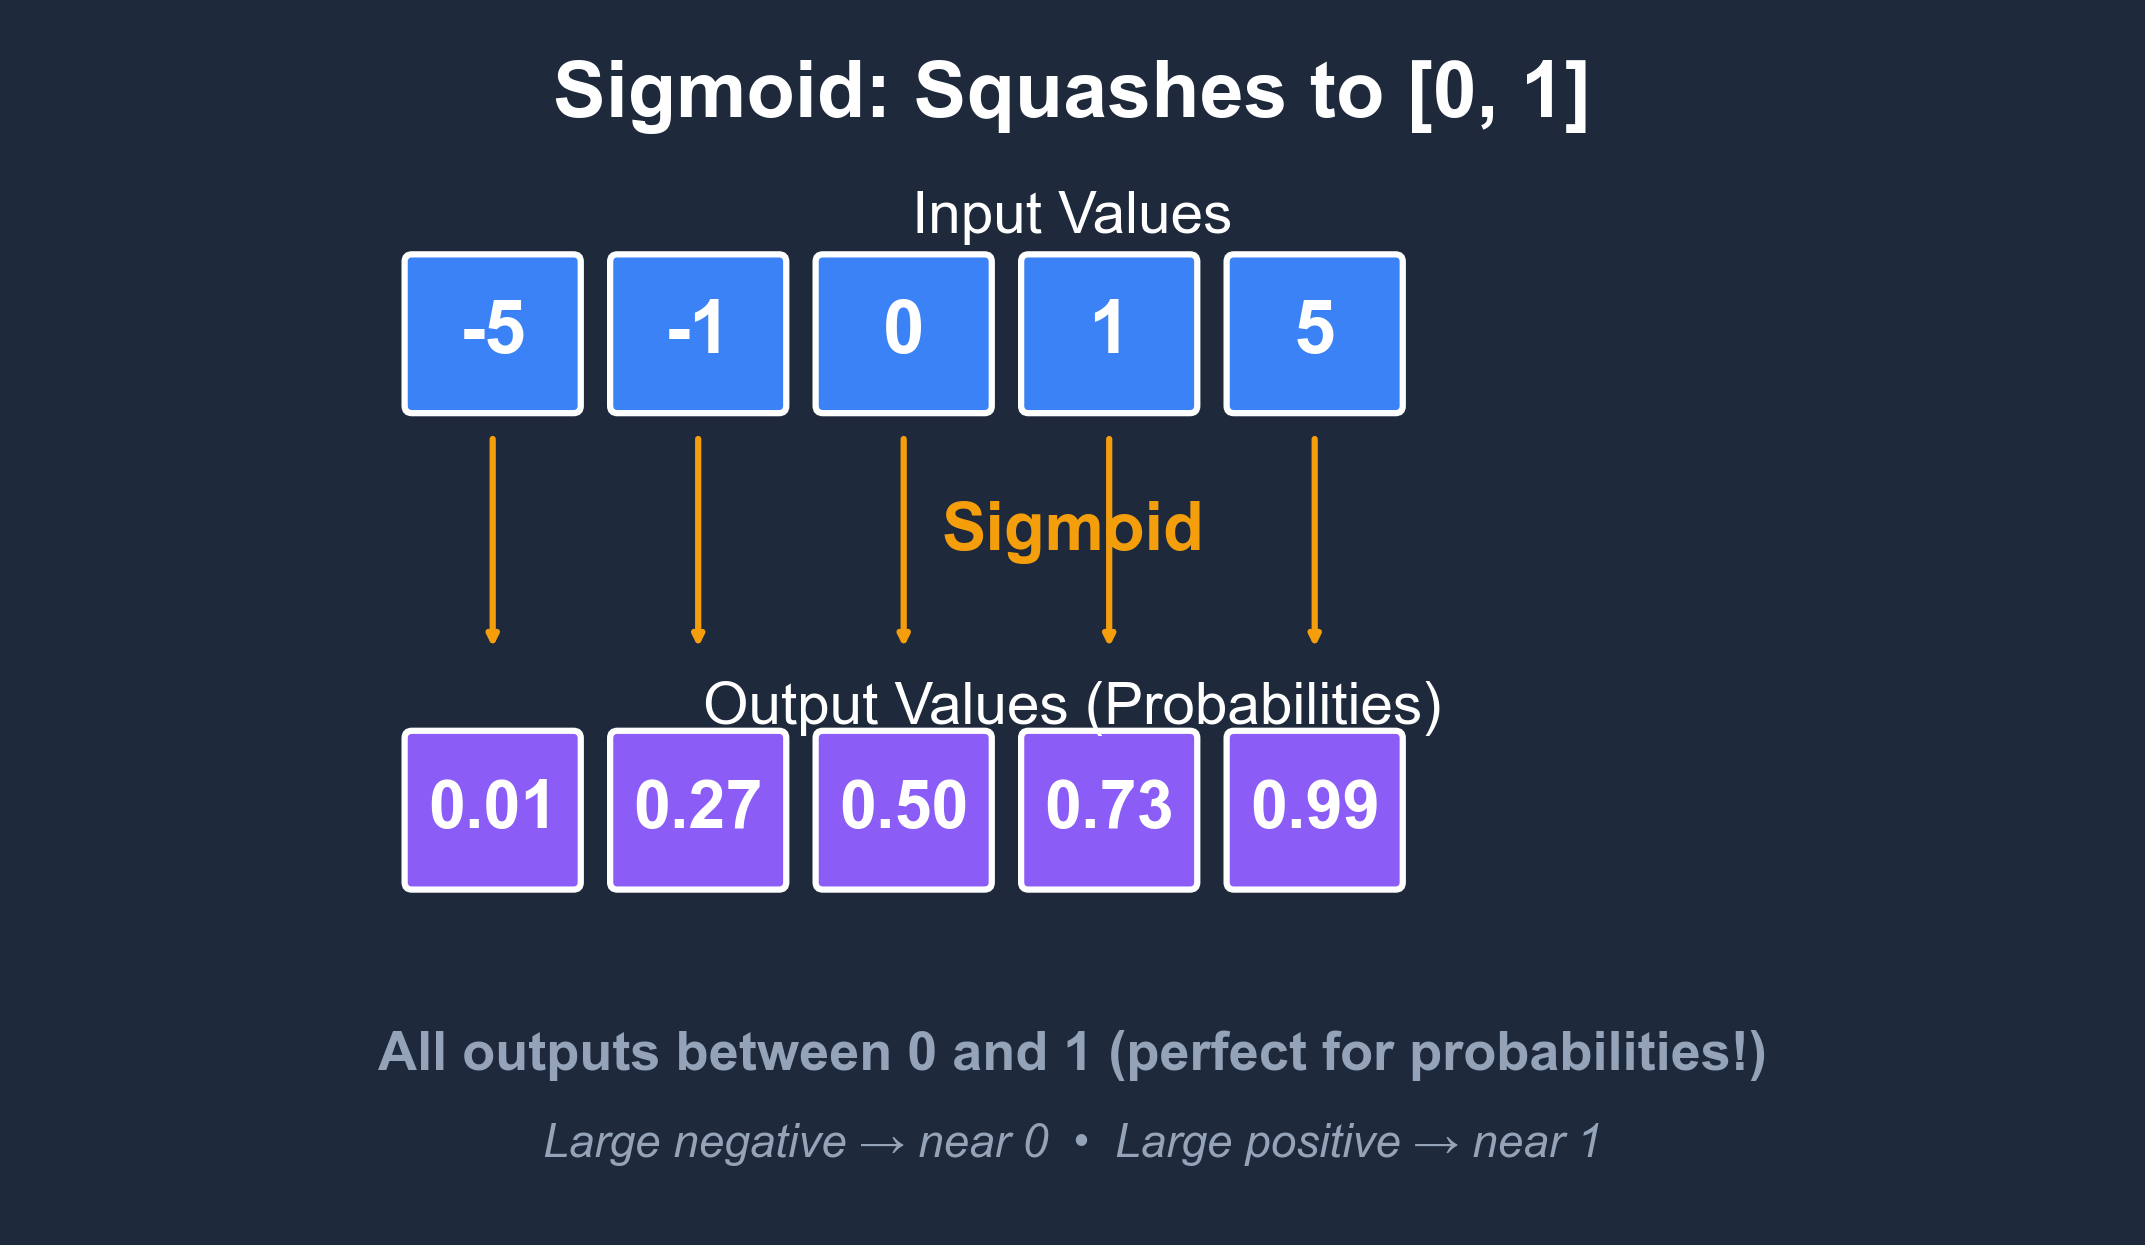 Sigmoid: Squashes to [0, 1]
Input Values
-5 -1 0 1 5
Sigmoid
Output Values (Probabilities)
0.01 0.27 0.50 0.73 0.99
All outputs between 0 and 1 (perfect for probabilities!)
Large negative → near 0 • Large positive → near 1